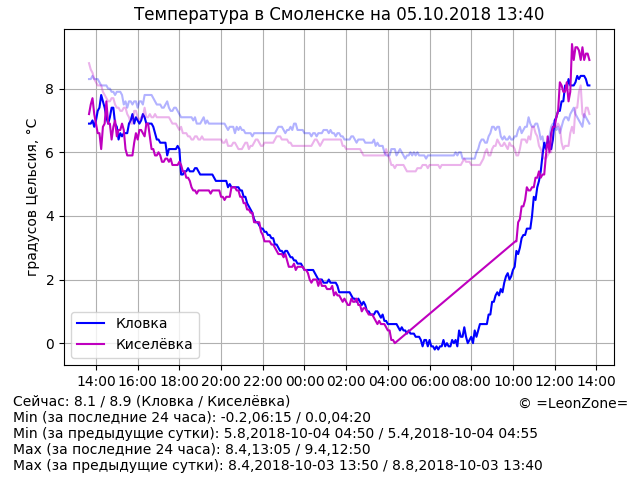 Температура в Смоленске на 05.10.2018 13:40
градусов Цельсия, °C
8
6
4
2
0
Кловка
Киселёвка
14:00 16:00 18:00 20:00 22:00 00:00 02:00 04:00 06:00 08:00 10:00 12:00 14:00
Сейчас: 8.1 / 8.9 (Кловка / Киселёвка)
© =LeonZone=
Min (за последние 24 часа): -0.2,06:15 / 0.0,04:20
Min (за предыдущие сутки): 5.8,2018-10-04 04:50 / 5.4,2018-10-04 04:55
Max (за последние 24 часа): 8.4,13:05 / 9.4,12:50
Max (за предыдущие сутки): 8.4,2018-10-03 13:50 / 8.8,2018-10-03 13:40